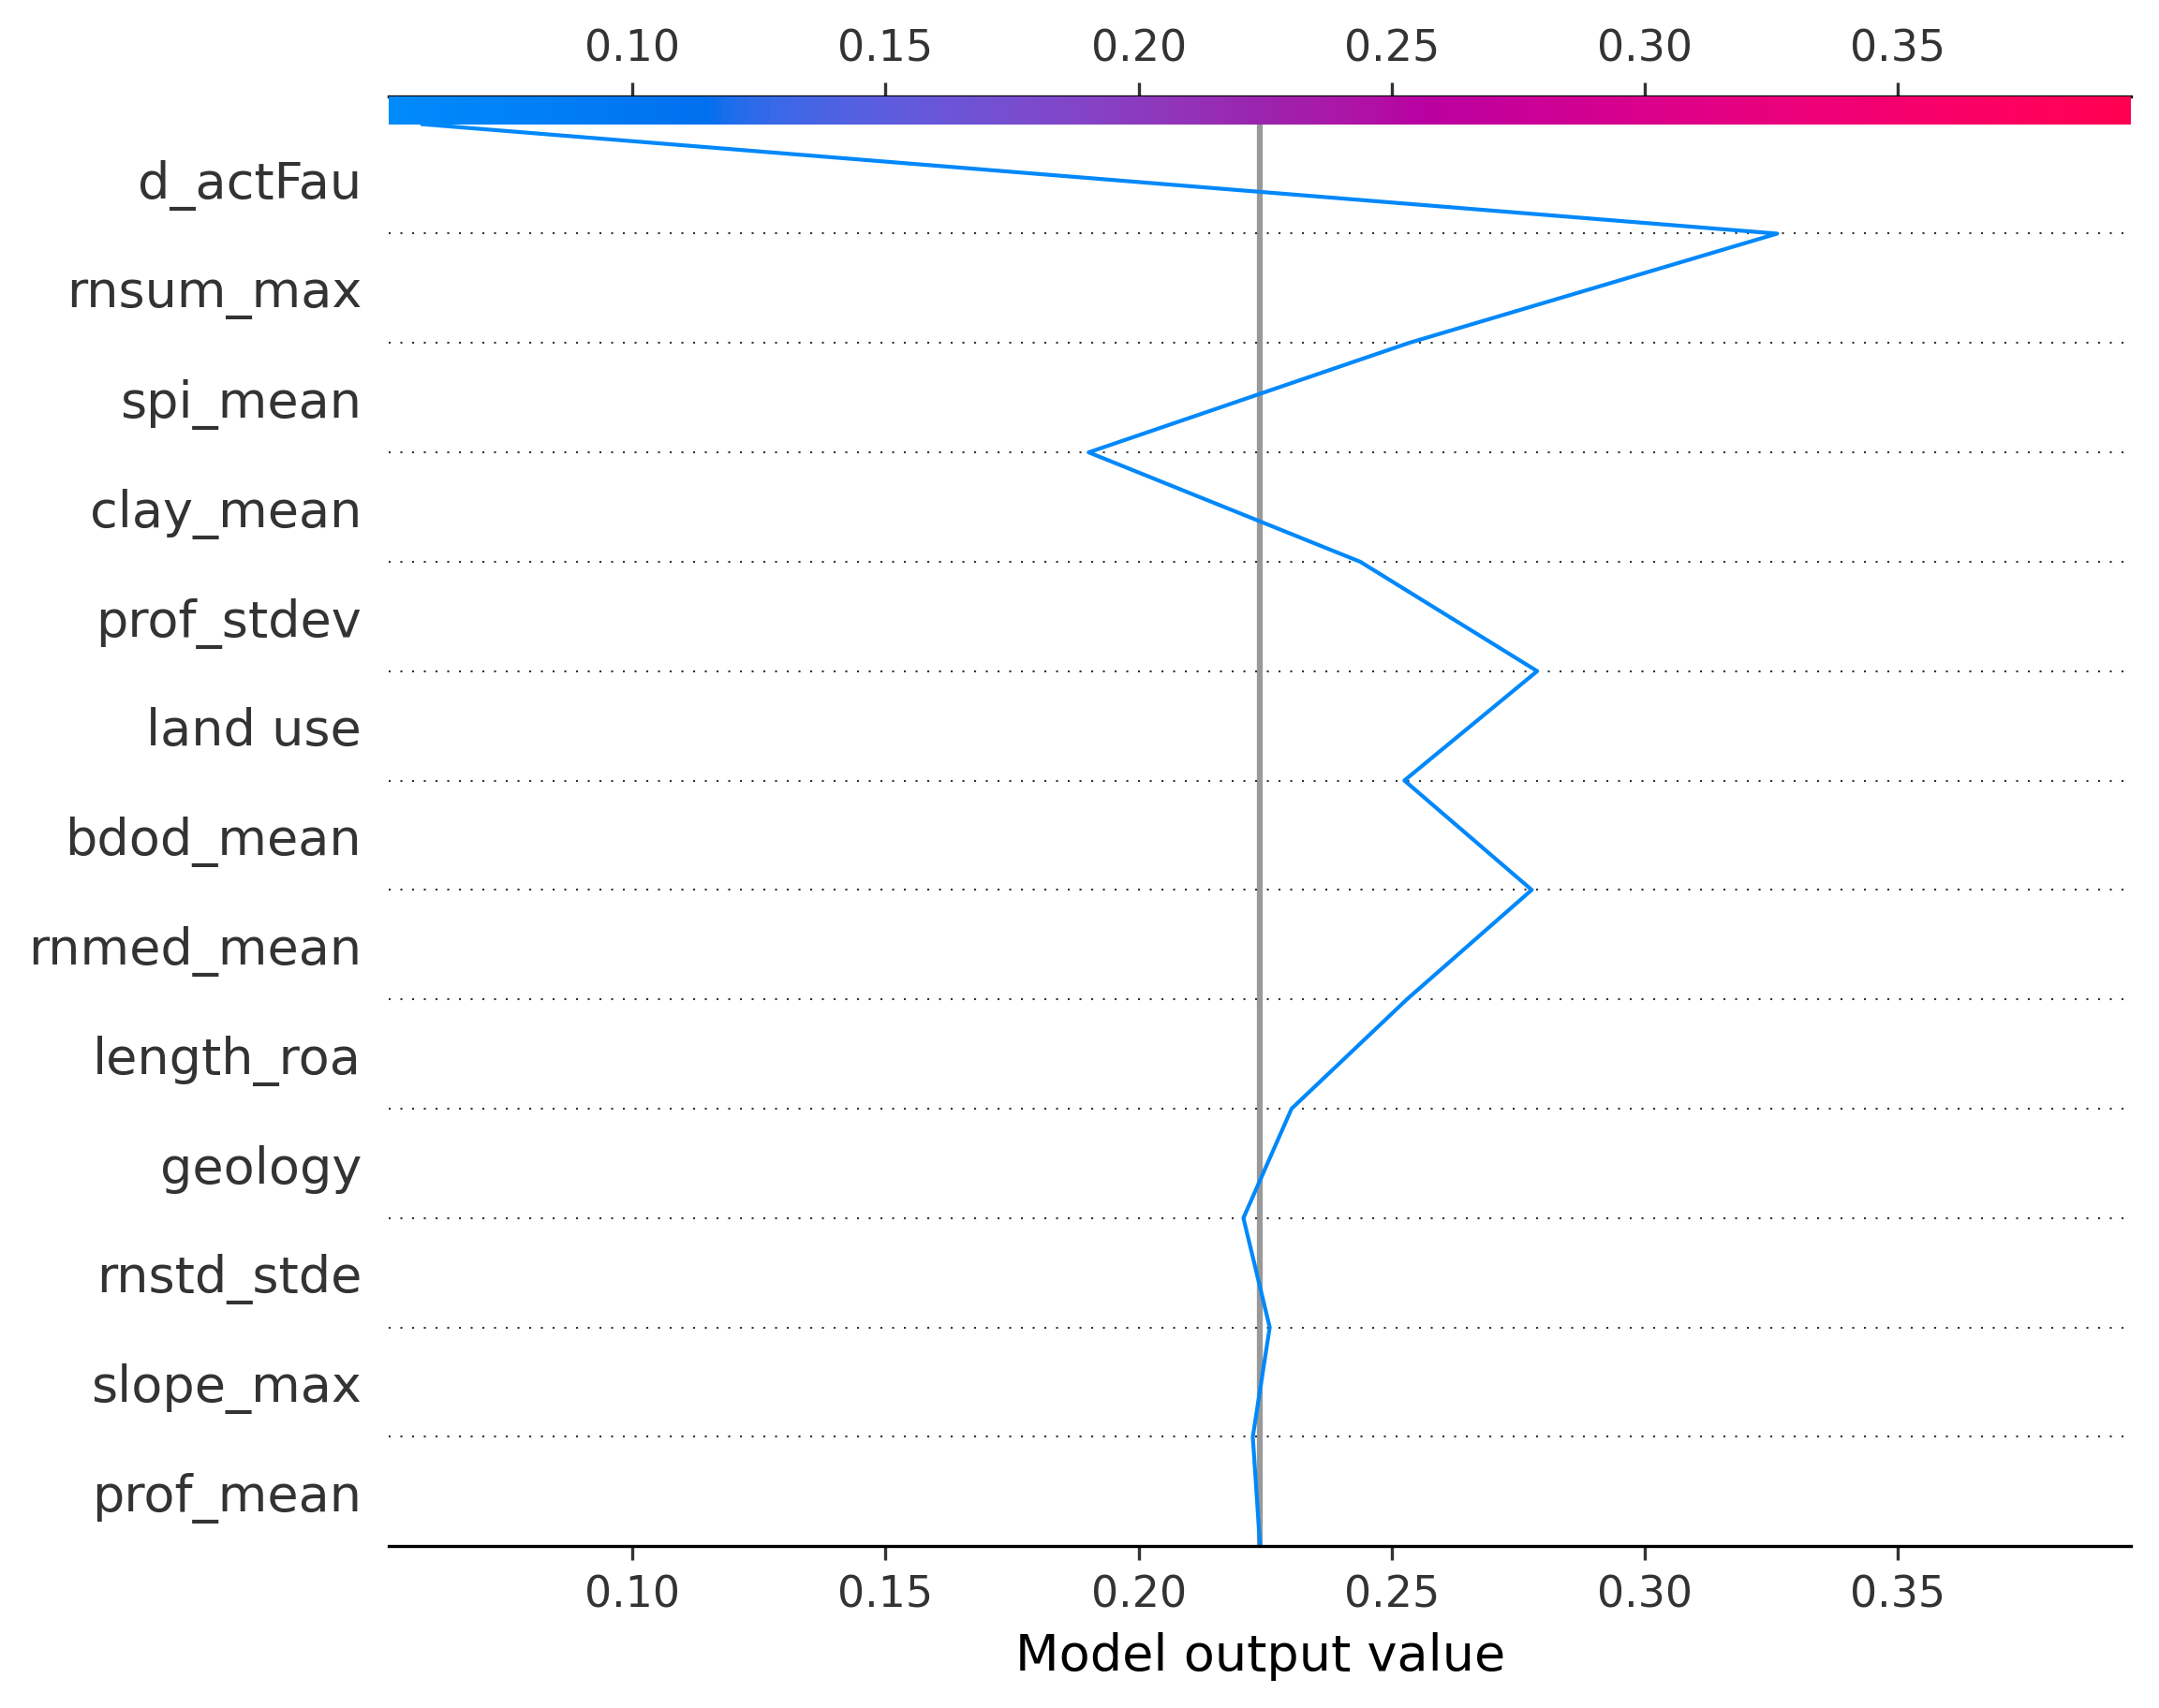 0.10 0.15 0.20 0.25 0.30 0.35
d_actFau
rnsum_max
spi_mean
clay_mean
prof_stdev
land use
bdod_mean
rnmed_mean
length_roa
geology
rnstd_stde
slope_max
prof_mean
0.10 0.15 0.20 0.25 0.30 0.35
Model output value